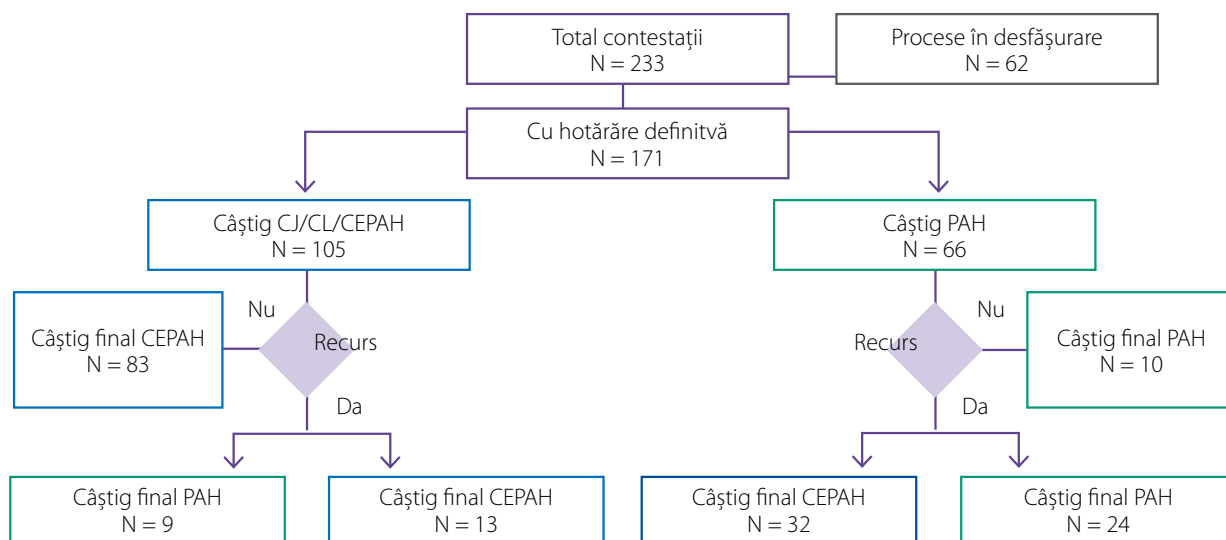 Total contestații
N = 233
Procese în desfășurare
N = 62
Cu hotărăre definitvă
N = 171
Câștig CJ/CL/CEPAH
N = 105
Câștig PAH
N = 66
Nu
Câștig final CEPAH
N = 83
Recurs
Recurs
Nu
Câștig final PAH
N = 10
Da
Da
Câștig final PAH
N = 9
Câștig final CEPAH
N = 13
Câștig final CEPAH
N = 32
Câștig final PAH
N = 24